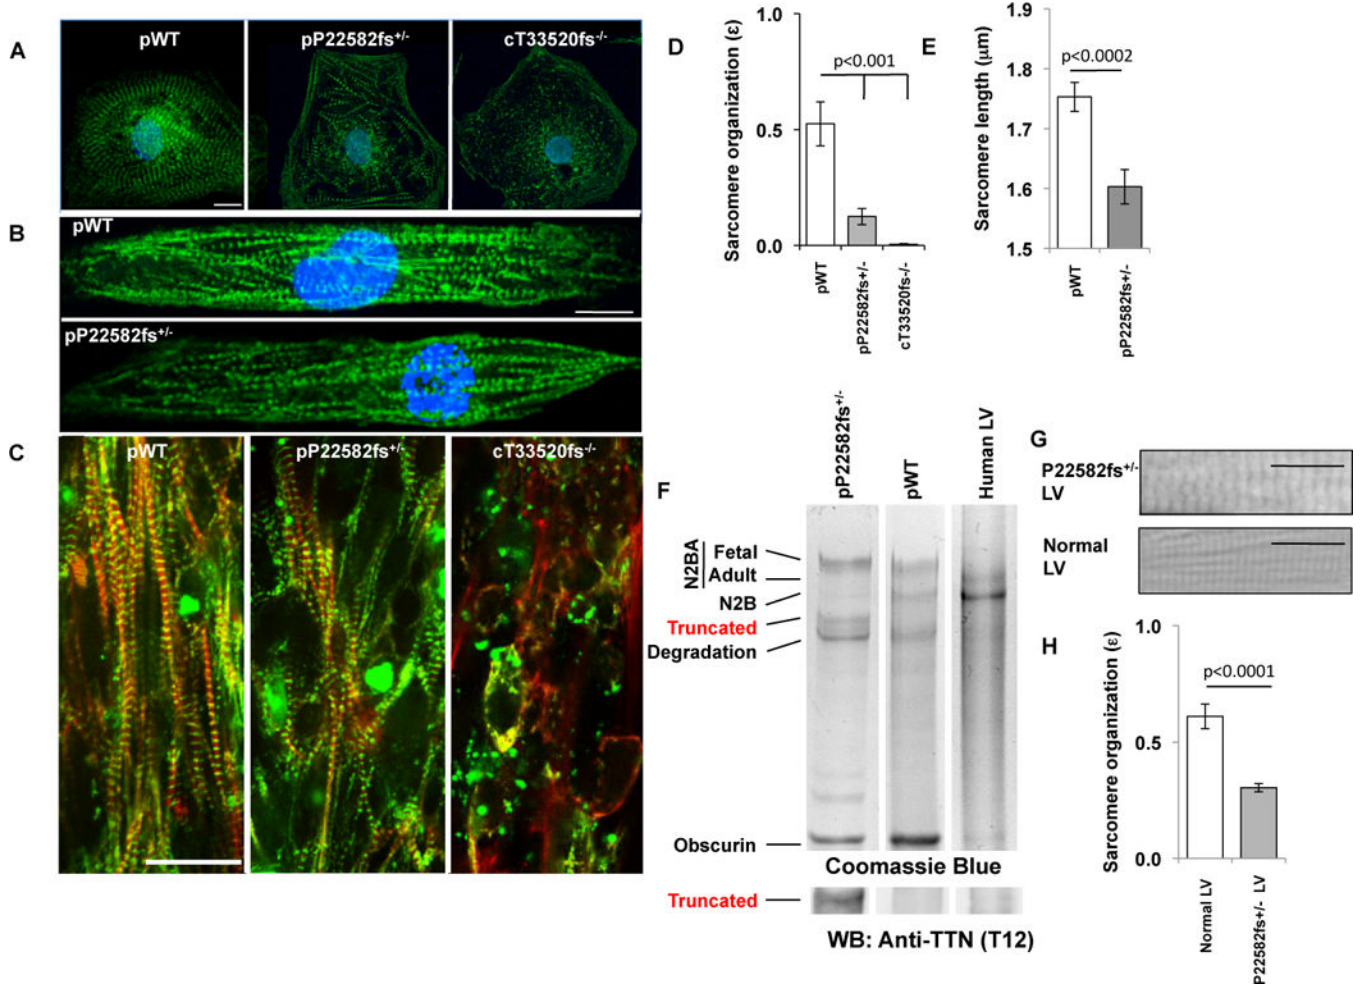 A
pWT
pP22582fs+/-
cT33520fs-/-
B
pWT
pP22582fs+/-
C
pWT
pP22582fs+/-
cT33520fs-/-
D
Sarcomere organization (ε)
1.0
0.5
0.0
p<0.001
pWT
pP22582fs+/-
cT33520fs-/-
E
Sarcomere length (μm)
1.9
1.8
1.7
1.6
1.5
p<0.0002
pWT
pP22582fs+/-
F
pP22582fs+/-
pWT
Human LV
N2BA
Fetal
Adult
N2B
Truncated
Degradation
Obscurin
Coomassie Blue
Truncated
WB: Anti-TTN (T12)
G
P22582fs+/-
LV
Normal
LV
H
Sarcomere organization (ε)
1.0
0.5
0.0
p<0.0001
Normal LV
P22582fs+/- LV